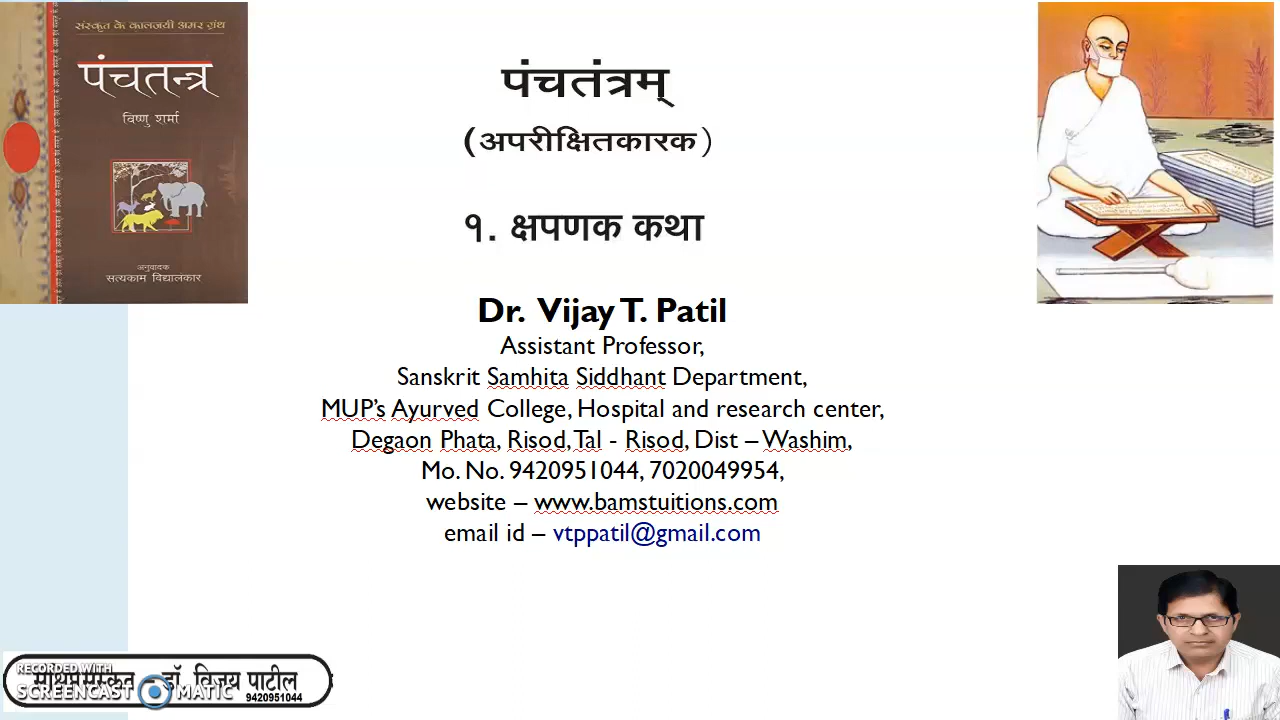 संस्कृत के कालजयी अमर ग्रंथ
पंचतन्त्र
विष्णु शर्मा
अनुवादक
सत्यकाम विद्यालंकार
पंचतंत्रम्
(अपरीक्षितकारक)
१. क्षपणक कथा
Dr. Vijay T. Patil
Assistant Professor,
Sanskrit Samhita Siddhant Department,
MUP's Ayurved College, Hospital and research center,
Degaon Phata, Risod, Tal - Risod, Dist – Washim,
Mo. No. 9420951044, 7020049954,
website – www.bamstuitions.com
email id – vtppatil@gmail.com
RECORDED WITH
SCREENCAST MATIC
डॉ. विजय पाटील
9420951044